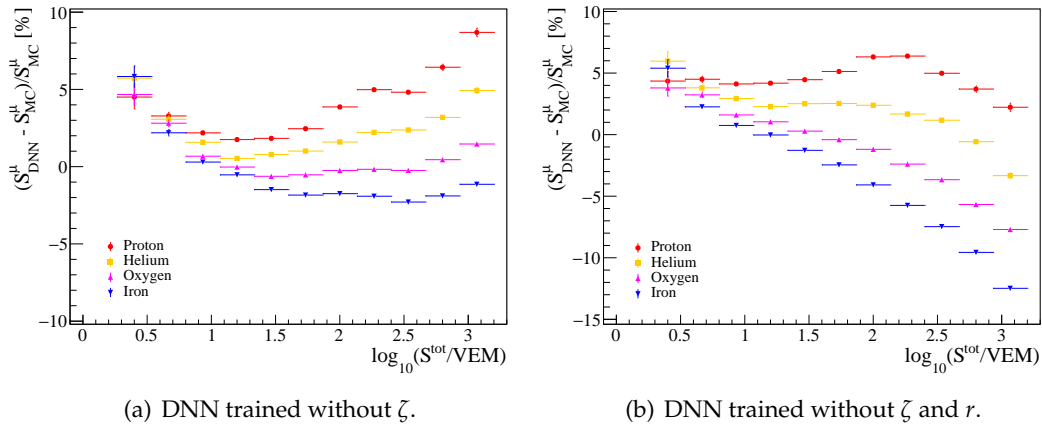 (S^μ_DNN - S^μ_MC)/S^μ_MC [%]
10
5
0
−5
−10
Proton
Helium
Oxygen
Iron
0 0.5 1 1.5 2 2.5 3
log₁₀(S^tot/VEM)
(a) DNN trained without ζ.
(S^μ_DNN - S^μ_MC)/S^μ_MC [%]
10
5
0
−5
−10
−15
Proton
Helium
Oxygen
Iron
0 0.5 1 1.5 2 2.5 3
log₁₀(S^tot/VEM)
(b) DNN trained without ζ and r.